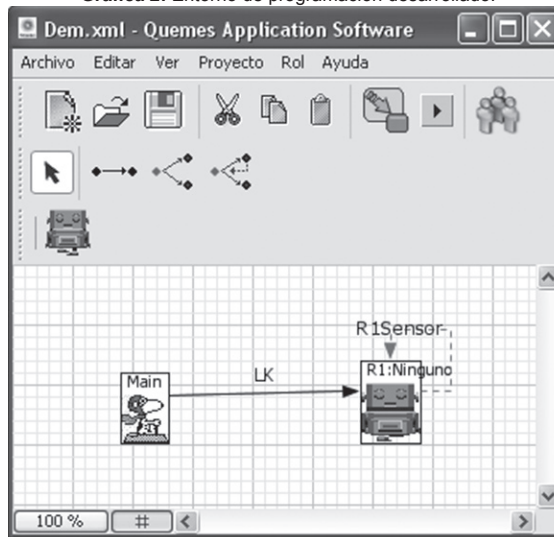 Gráfica 2. Entorno de programación desarrollado.
Dem.xml - Quemes Application Software
Archivo Editar Ver Proyecto Rol Ayuda
R1Sensor
R1:Ninguno
Main
LK
100 %